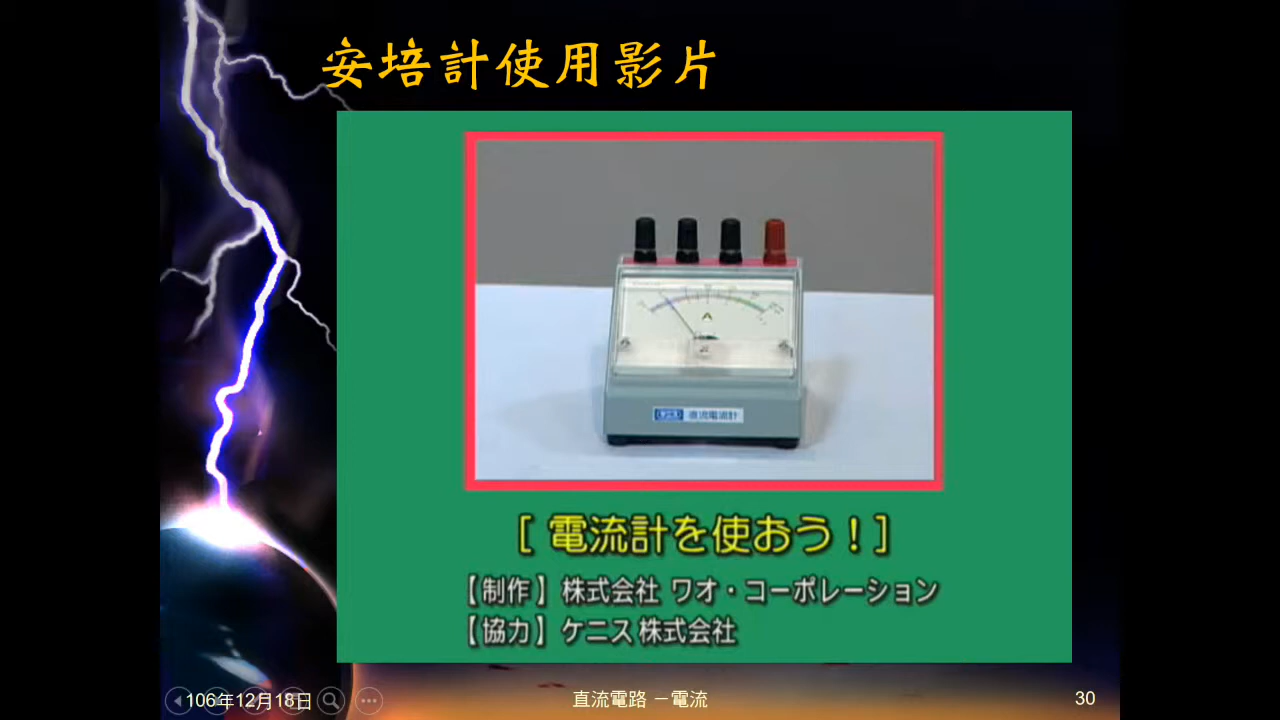 安培計使用影片
A
ケニス 直流電流計
[ 電流計を使おう！]
【制作】株式会社 ワオ・コーポレーション
【協力】ケニス株式会社
106年12月18日
直流電路 －電流
30